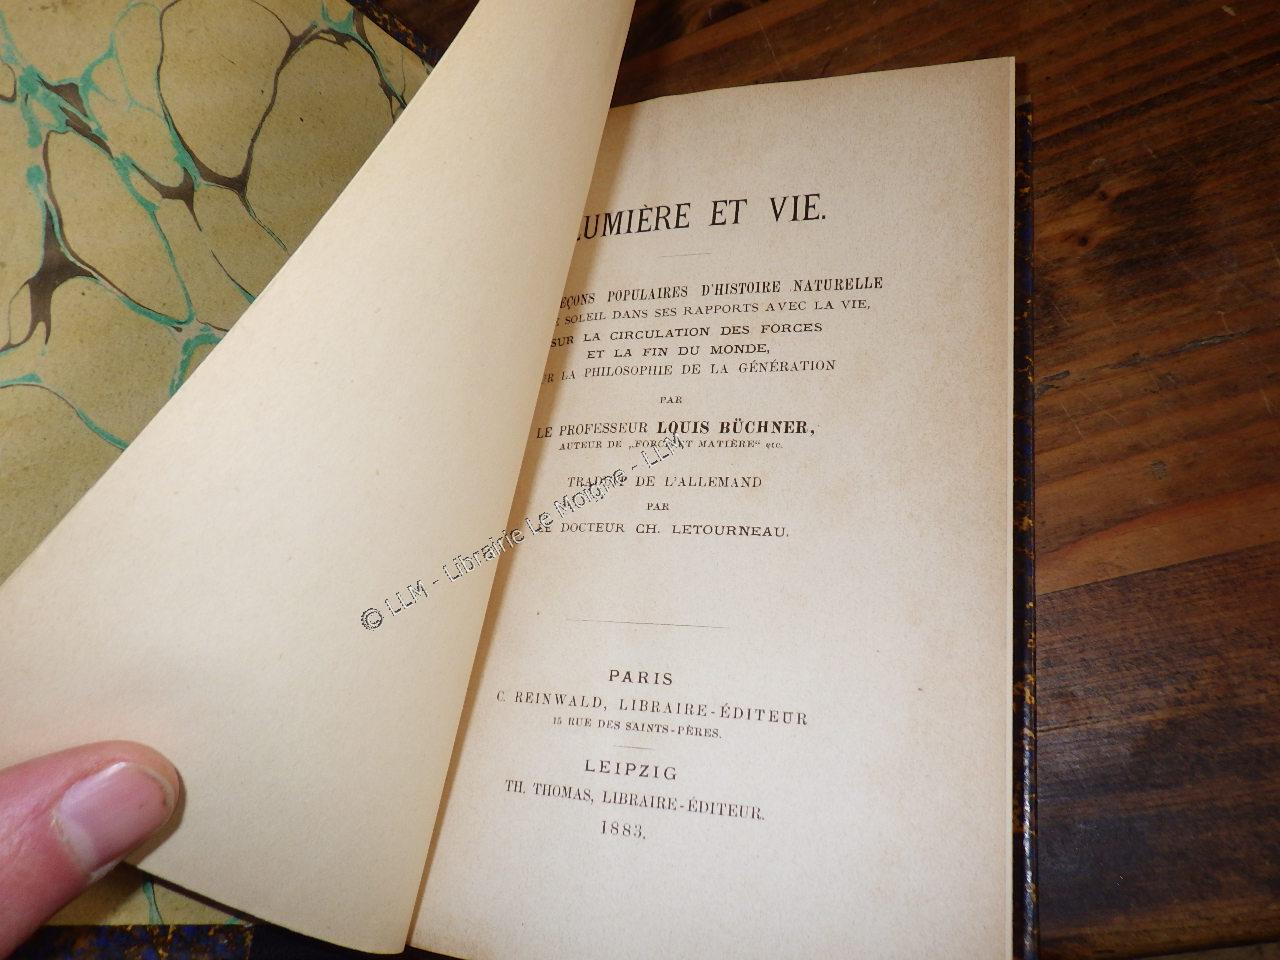 LUMIÈRE ET VIE.
LEÇONS POPULAIRES D'HISTOIRE NATURELLE
LE SOLEIL DANS SES RAPPORTS AVEC LA VIE,
SUR LA CIRCULATION DES FORCES
ET LA FIN DU MONDE,
LA PHILOSOPHIE DE LA GÉNÉRATION
PAR
LE PROFESSEUR LOUIS BÜCHNER,
AUTEUR DE „FORCE ET MATIÈRE“ etc.
TRADUIT DE L'ALLEMAND
PAR
LE DOCTEUR CH. LETOURNEAU.
PARIS
C. REINWALD, LIBRAIRE-ÉDITEUR
15 RUE DES SAINTS-PÈRES.
LEIPZIG
TH. THOMAS, LIBRAIRE-ÉDITEUR.
1883.
© LLM - Librairie Le Moigne - LLM